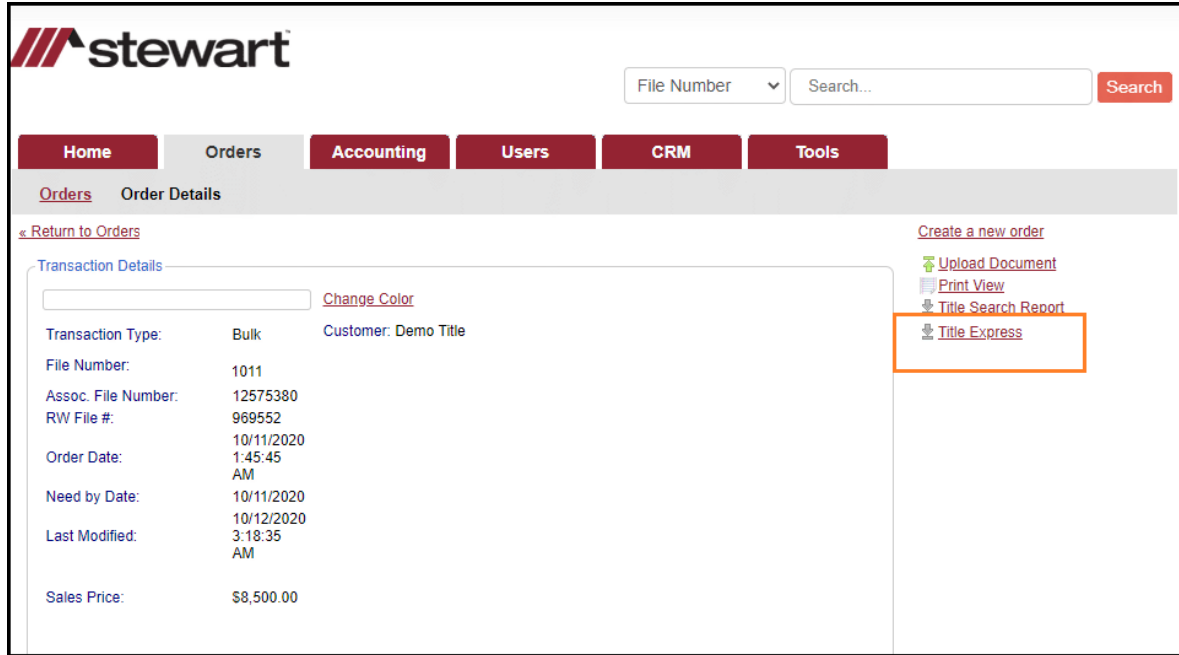 stewart
File Number Search... Search
Home Orders Accounting Users CRM Tools
Orders Order Details
« Return to Orders
Create a new order
Transaction Details
Upload Document
Print View
Title Search Report
Title Express
Change Color
Transaction Type: Bulk Customer: Demo Title
File Number: 1011
Assoc. File Number: 12575380
RW File #: 969552
Order Date: 10/11/2020
1:45:45
AM
Need by Date: 10/11/2020
Last Modified: 10/12/2020
3:18:35
AM
Sales Price: $8,500.00